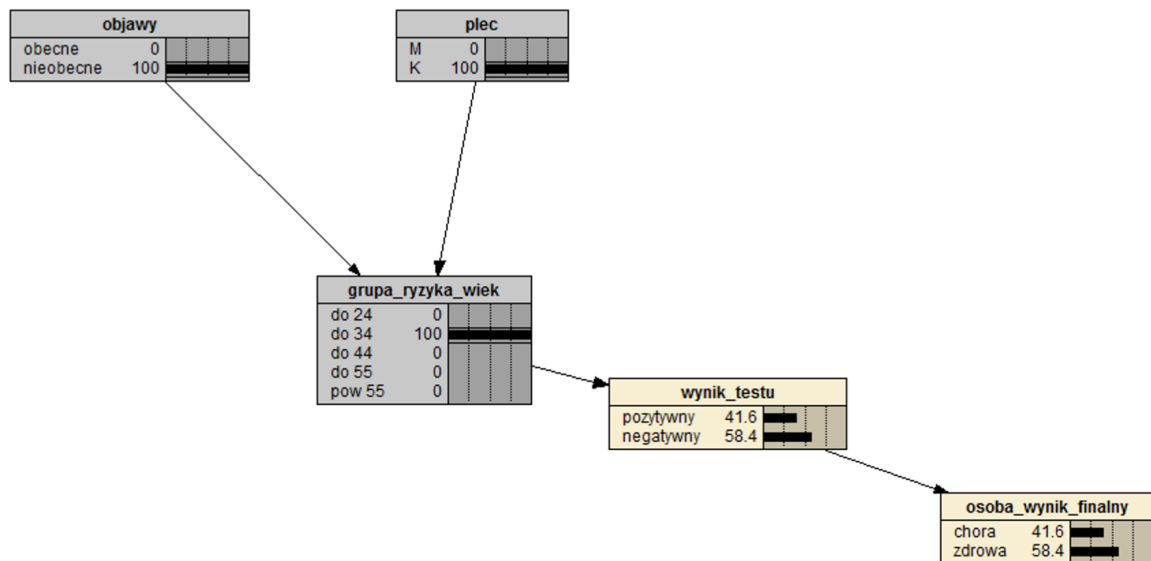 objawy
obecne 0
nieobecne 100
plec
M 0
K 100
grupa_ryzyka_wiek
do 24 0
do 34 100
do 44 0
do 55 0
pow 55 0
wynik_testu
pozytywny 41.6
negatywny 58.4
osoba_wynik_finalny
chora 41.6
zdrowa 58.4